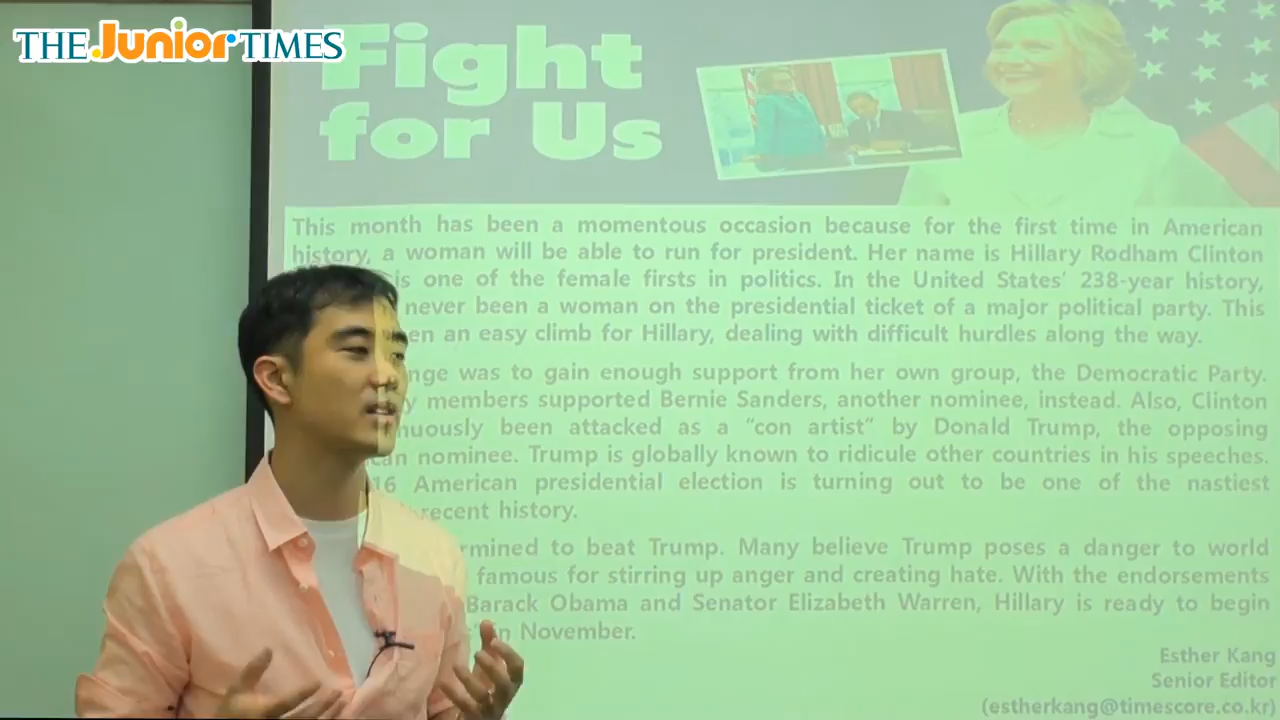 THE Junior TIMES
Fight
for Us
This month has been a momentous occasion because for the first time in American
history, a woman will be able to run for president. Her name is Hillary Rodham Clinton
is one of the female firsts in politics. In the United States' 238-year history,
never been a woman on the presidential ticket of a major political party. This
en an easy climb for Hillary, dealing with difficult hurdles along the way.
nge was to gain enough support from her own group, the Democratic Party.
y members supported Bernie Sanders, another nominee, instead. Also, Clinton
nuously been attacked as a "con artist" by Donald Trump, the opposing
can nominee. Trump is globally known to ridicule other countries in his speeches.
16 American presidential election is turning out to be one of the nastiest
recent history.
rmined to beat Trump. Many believe Trump poses a danger to world
famous for stirring up anger and creating hate. With the endorsements
Barack Obama and Senator Elizabeth Warren, Hillary is ready to begin
in November.
Esther Kang
Senior Editor
(estherkang@timescore.co.kr)